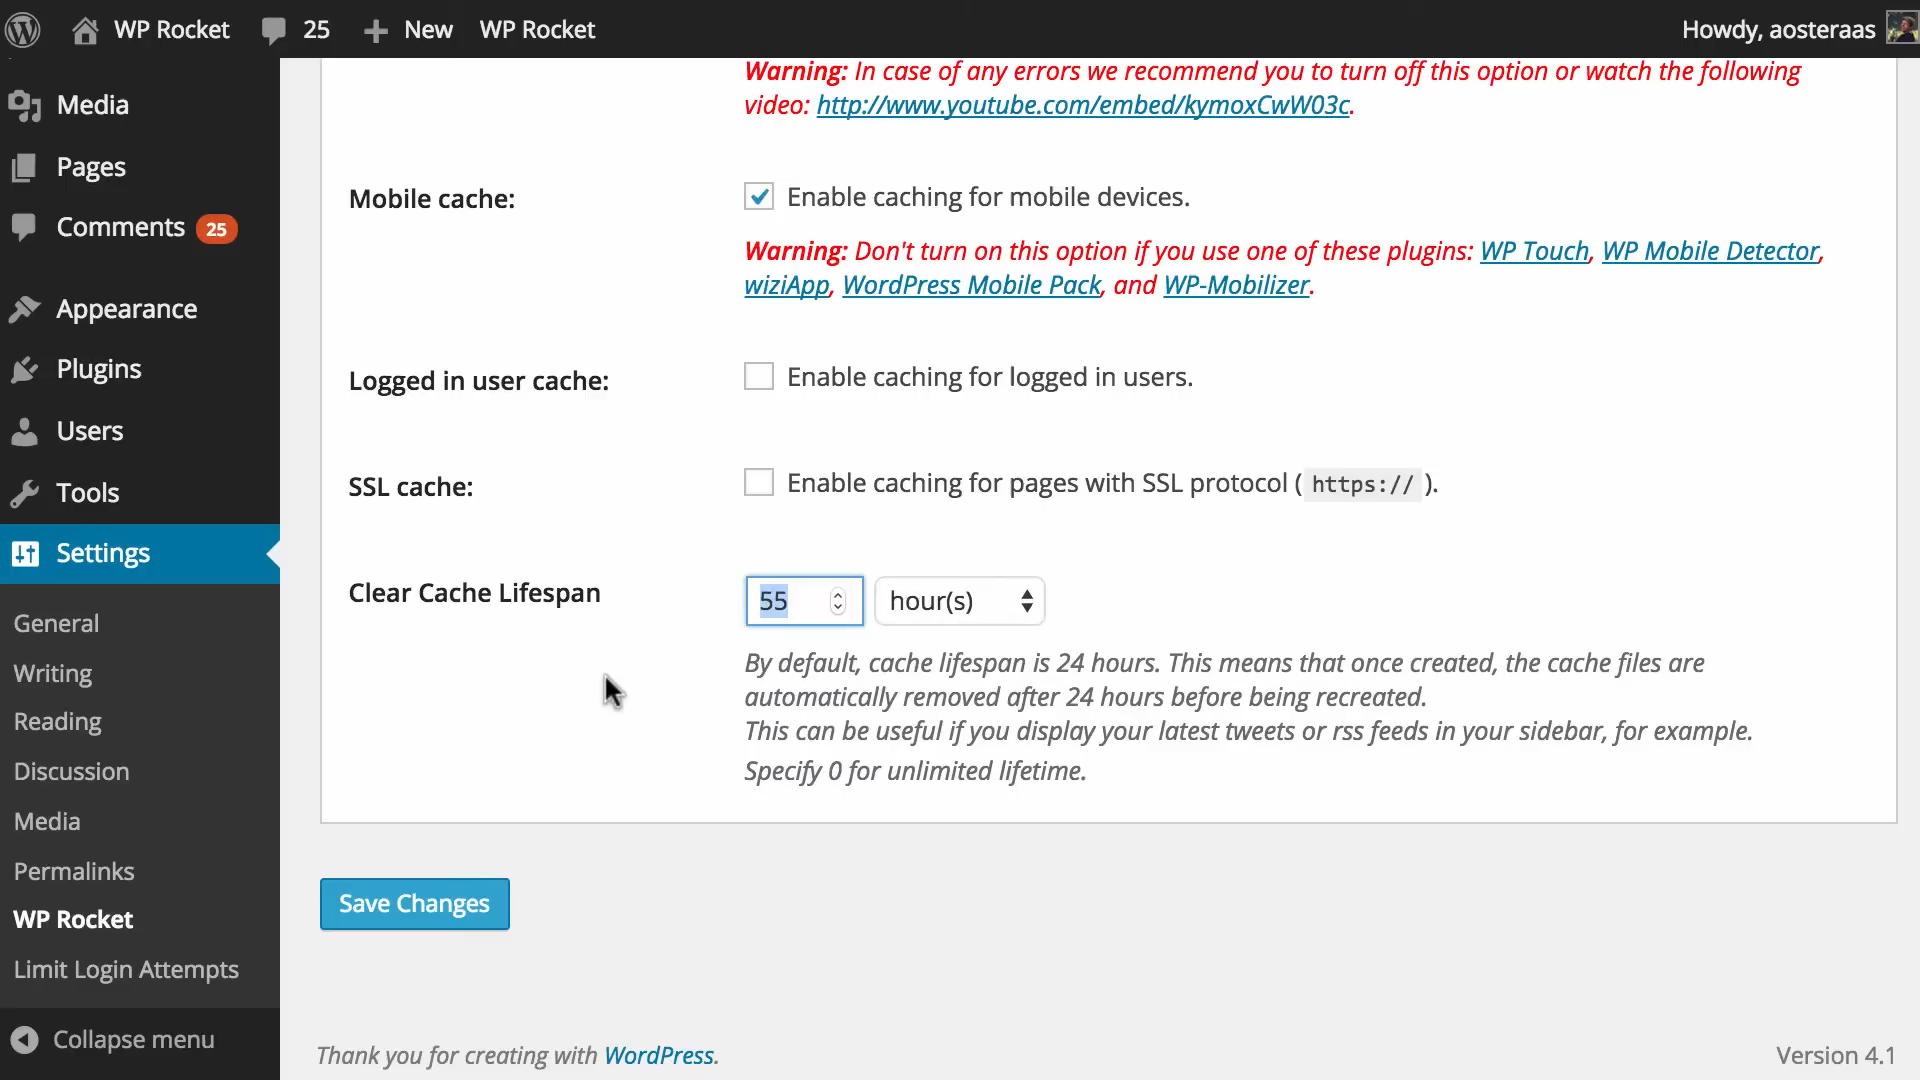 WP Rocket 25 New WP Rocket Howdy, aosteraas
Media
Pages
Comments 25
Appearance
Plugins
Users
Tools
Settings
General
Writing
Reading
Discussion
Media
Permalinks
WP Rocket
Limit Login Attempts
Collapse menu
Warning: In case of any errors we recommend you to turn off this option or watch the following
video: http://www.youtube.com/embed/kymoxCwW03c.
Mobile cache: Enable caching for mobile devices.
Warning: Don't turn on this option if you use one of these plugins: WP Touch, WP Mobile Detector,
wiziApp, WordPress Mobile Pack, and WP-Mobilizer.
Logged in user cache: Enable caching for logged in users.
SSL cache: Enable caching for pages with SSL protocol ( https:// ).
Clear Cache Lifespan 55 hour(s)
By default, cache lifespan is 24 hours. This means that once created, the cache files are
automatically removed after 24 hours before being recreated.
This can be useful if you display your latest tweets or rss feeds in your sidebar, for example.
Specify 0 for unlimited lifetime.
Save Changes
Thank you for creating with WordPress. Version 4.1